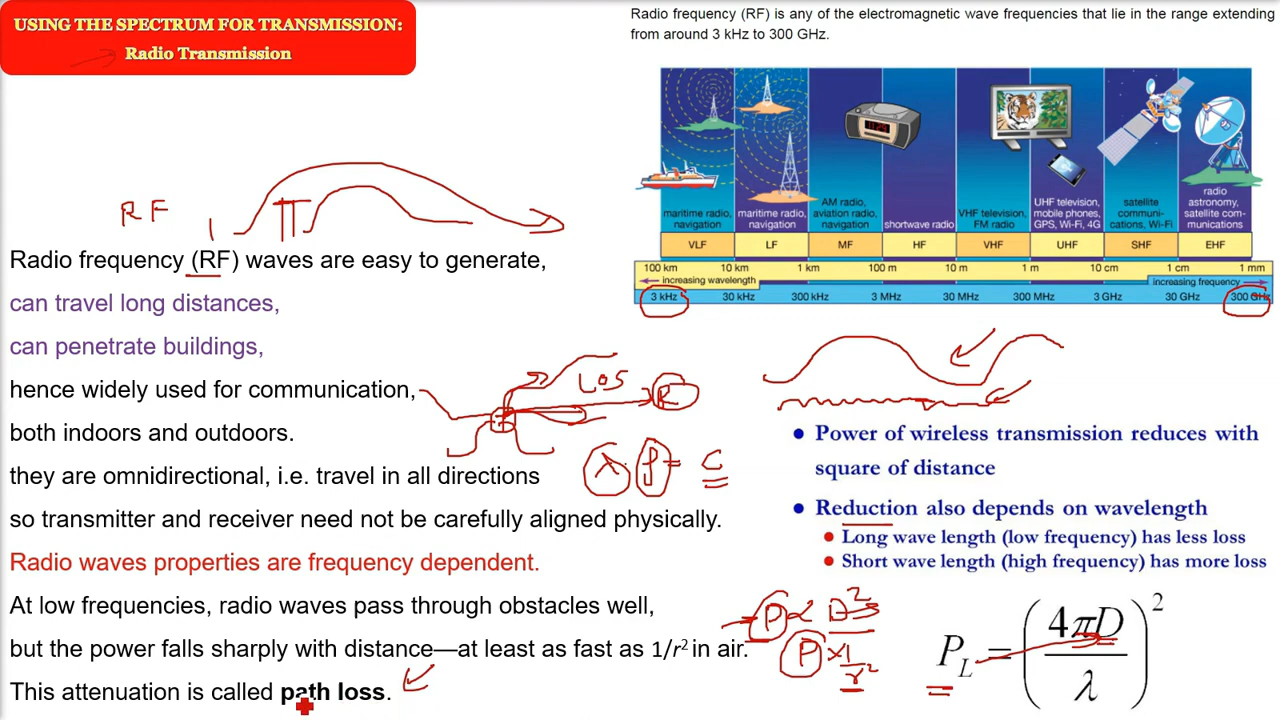 USING THE SPECTRUM FOR TRANSMISSION:
Radio Transmission
Radio frequency (RF) is any of the electromagnetic wave frequencies that lie in the range extending
from around 3 kHz to 300 GHz.
maritime radio, navigation
maritime radio, navigation
AM radio, aviation radio, navigation
shortwave radio
VHF television, FM radio
UHF television, mobile phones, GPS, Wi-Fi, 4G
satellite communi-cations, Wi-Fi
radio astronomy, satellite com-munications
VLF LF MF HF VHF UHF SHF EHF
100 km 10 km 1 km 100 m 10 m 1 m 10 cm 1 cm 1 mm
increasing wavelength increasing frequency
3 kHz 30 kHz 300 kHz 3 MHz 30 MHz 300 MHz 3 GHz 30 GHz 300 GHz
RF
Radio frequency (RF) waves are easy to generate,
can travel long distances,
can penetrate buildings,
hence widely used for communication,
both indoors and outdoors.
they are omnidirectional, i.e. travel in all directions
so transmitter and receiver need not be carefully aligned physically.
Radio waves properties are frequency dependent.
At low frequencies, radio waves pass through obstacles well,
but the power falls sharply with distance—at least as fast as 1/r² in air.
This attenuation is called path loss.
LOS
R
λ f = c
• Power of wireless transmission reduces with
square of distance
• Reduction also depends on wavelength
• Long wave length (low frequency) has less loss
• Short wave length (high frequency) has more loss
P ∝ D²
P ∝ 1/r²
P_L = (4πD/λ)²